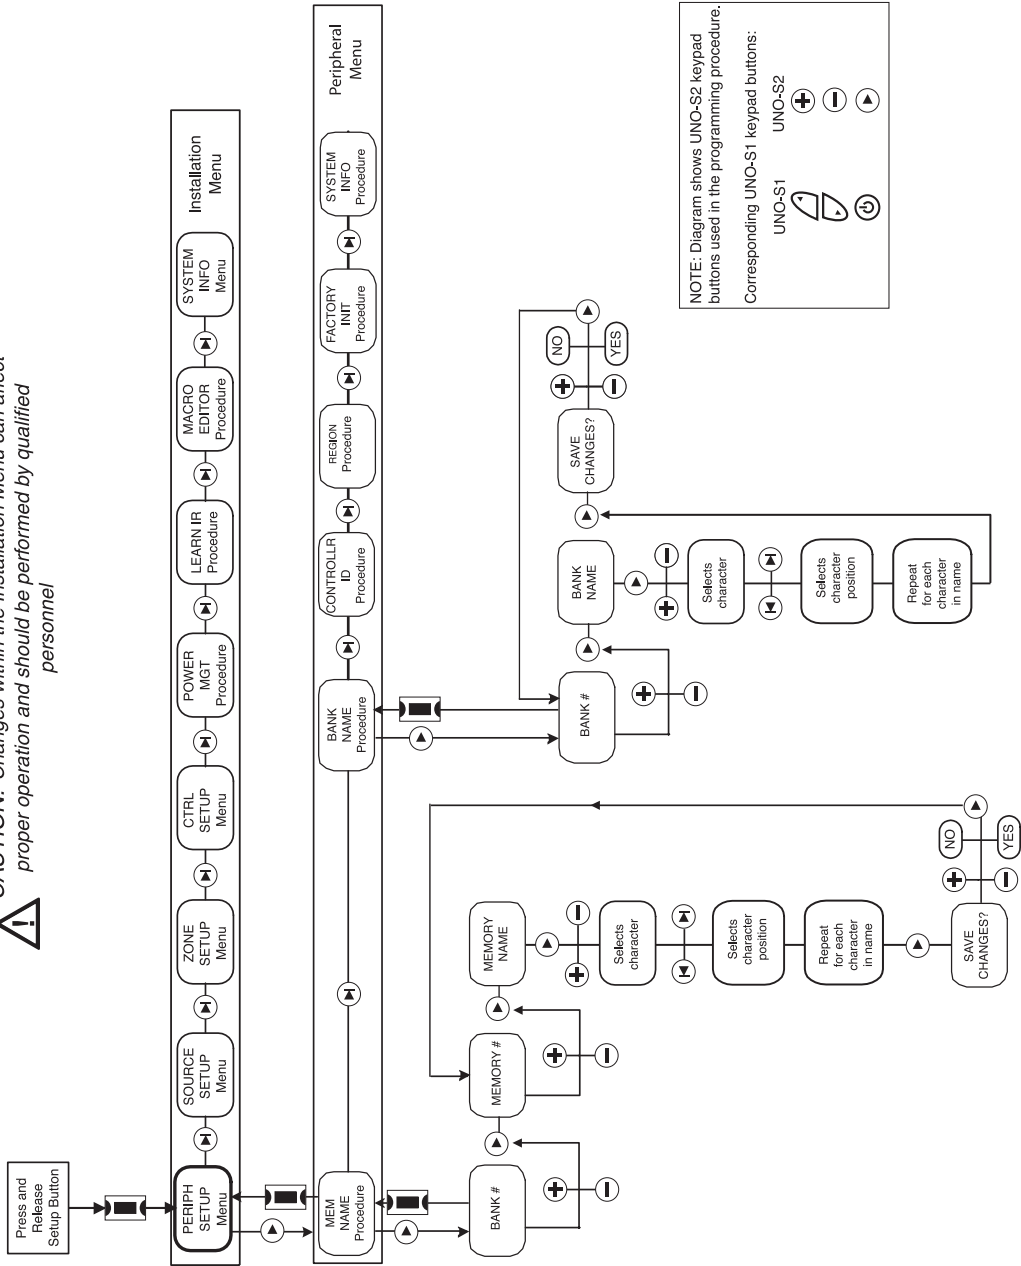 CAUTION: Changes within the Installation Menu can affect
proper operation and should be performed by qualified
personnel
!
Press and
Release
Setup Button
PERIPH
SETUP
Menu
SOURCE
SETUP
Menu
ZONE
SETUP
Menu
CTRL
SETUP
Menu
POWER
MGT
Procedure
LEARN IR
Procedure
MACRO
EDITOR
Procedure
SYSTEM
INFO
Menu
Installation
Menu
MEM
NAME
Procedure
BANK
NAME
Procedure
CONTROLLR
ID
Procedure
REGION
Procedure
FACTORY
INIT
Procedure
SYSTEM
INFO
Procedure
Peripheral
Menu
BANK #
MEMORY #
MEMORY
NAME
Selects
character
Selects
character
position
Repeat
for each
character
in name
SAVE
CHANGES?
NO
YES
BANK #
BANK
NAME
Selects
character
Selects
character
position
Repeat
for each
character
in name
SAVE
CHANGES?
NO
YES
NOTE: Diagram shows UNO-S2 keypad
buttons used in the programming procedure.
Corresponding UNO-S1 keypad buttons:
UNO-S1 UNO-S2